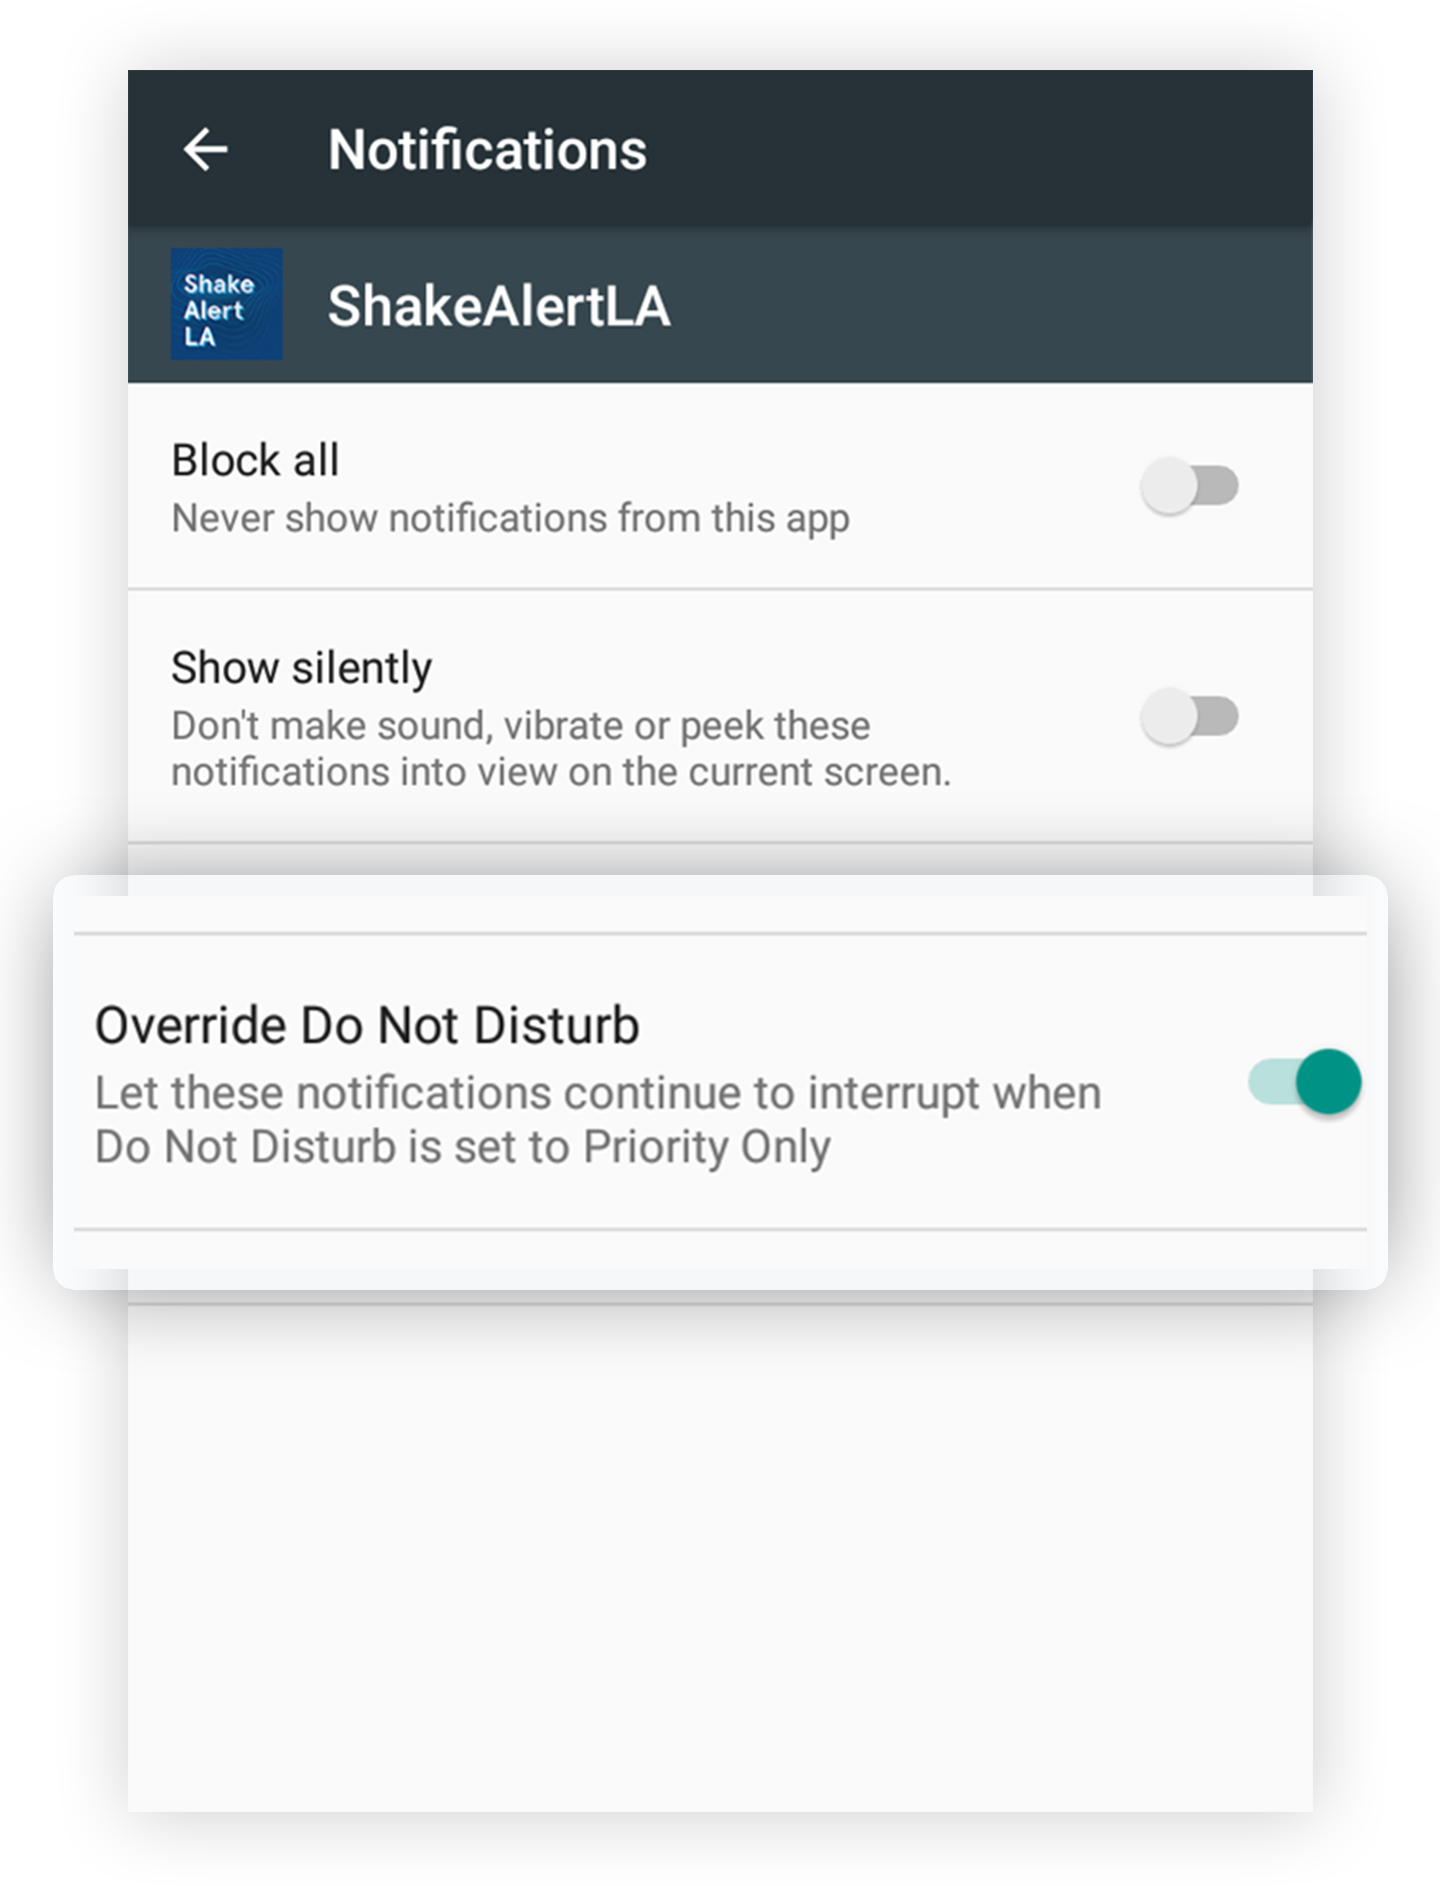 Notifications
Shake
Alert
LA
ShakeAlertLA
Block all
Never show notifications from this app
Show silently
Don't make sound, vibrate or peek these
notifications into view on the current screen.
Override Do Not Disturb
Let these notifications continue to interrupt when
Do Not Disturb is set to Priority Only